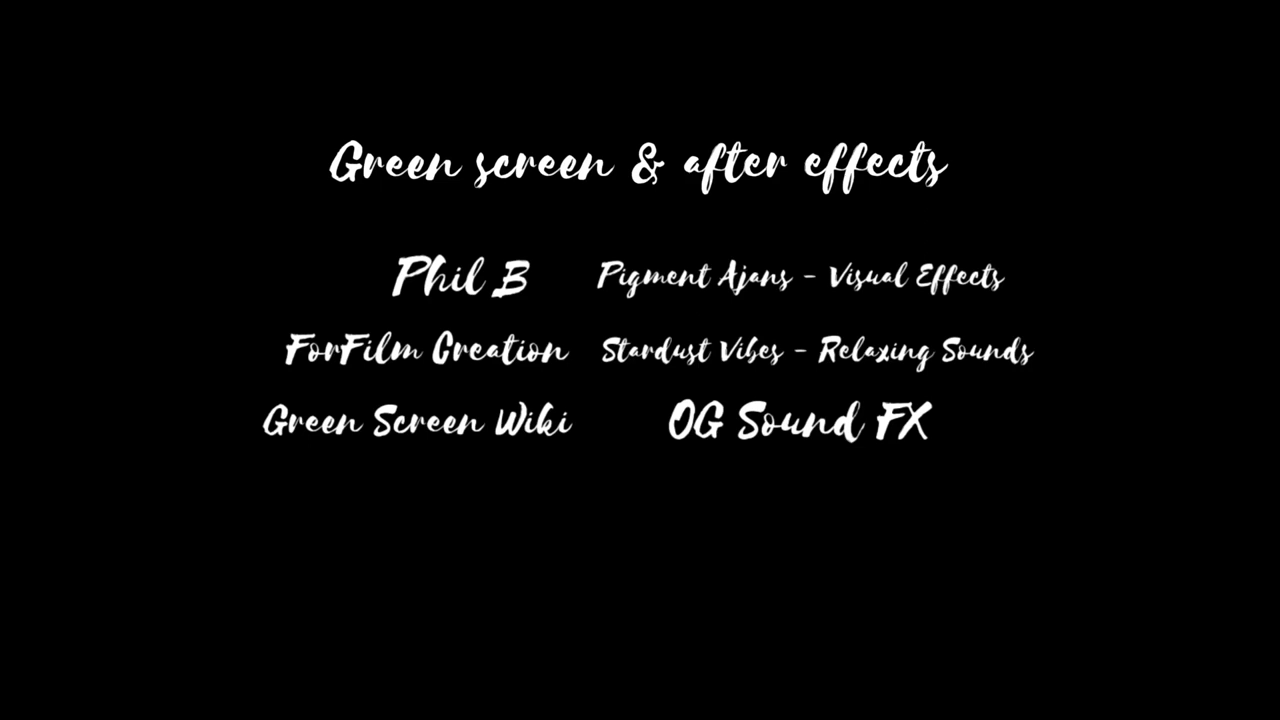 Green screen & after effects
Phil B Pigment Ajans - Visual Effects
ForFilm Creation Stardust Vibes - Relaxing Sounds
Green Screen Wiki OG Sound FX